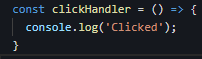 const clickHandler = () => {
  console.log('Clicked');
}